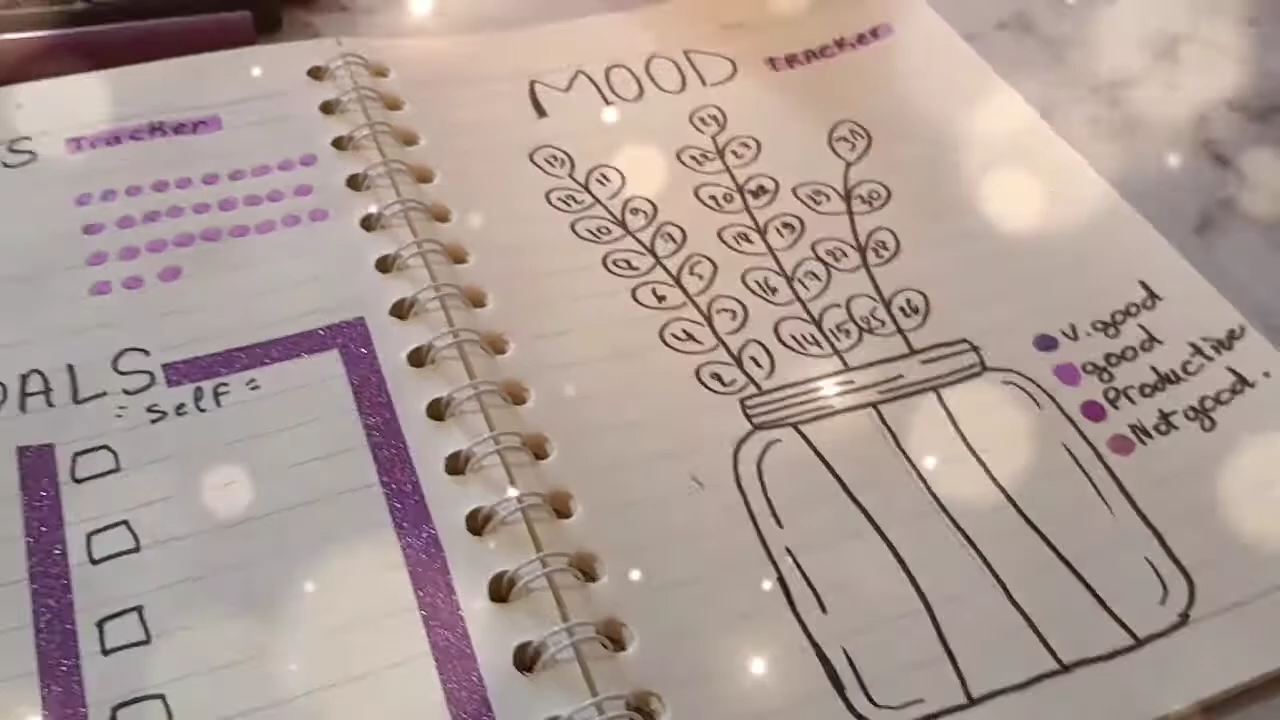 S Tracker
OALS
= self =
MOOD TRACKER
13
12 11
10 9
8 7
6 5
4 3
2 1
24
22 23
20
18 19
16 17
14 15
31
29 30
27 28
25 26
V. good
good
Productive
Not good.